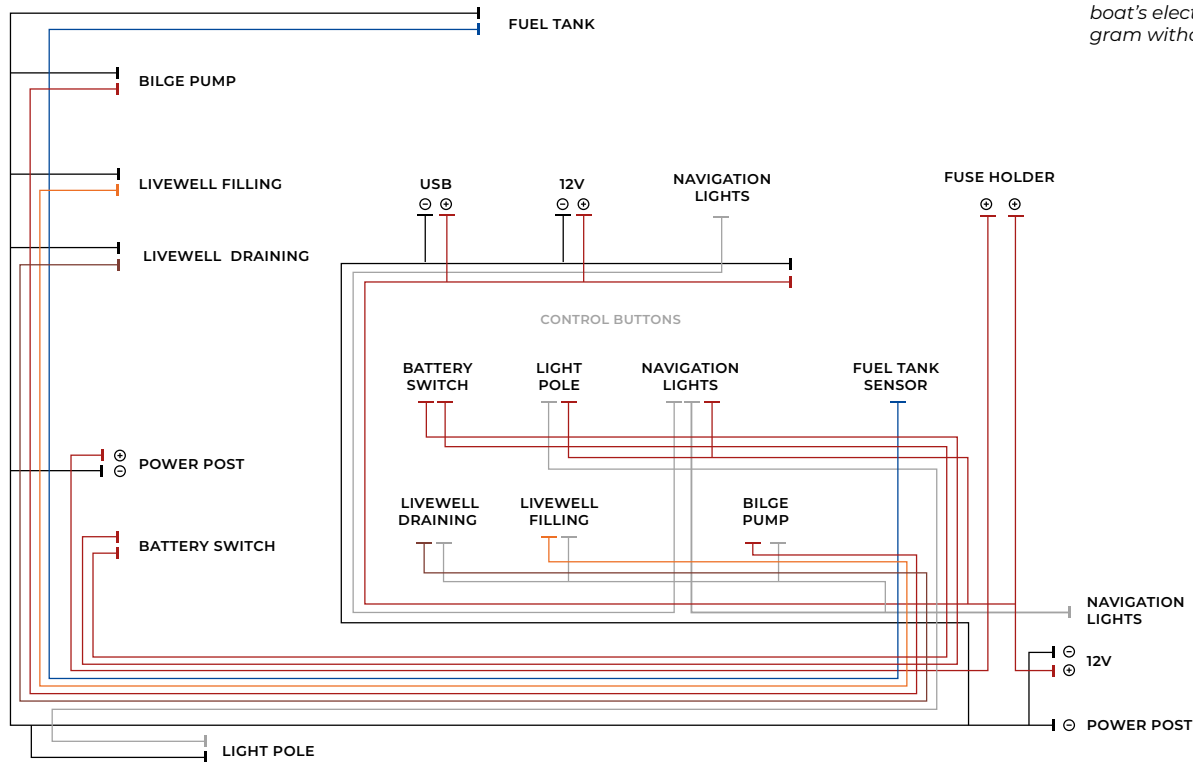 boat's elect
gram witho
FUEL TANK
BILGE PUMP
LIVEWELL FILLING
LIVEWELL DRAINING
USB
⊖ ⊕
12V
⊖ ⊕
NAVIGATION
LIGHTS
FUSE HOLDER
⊕ ⊕
CONTROL BUTTONS
BATTERY
SWITCH
LIGHT
POLE
NAVIGATION
LIGHTS
FUEL TANK
SENSOR
⊕
⊖
POWER POST
LIVEWELL
DRAINING
LIVEWELL
FILLING
BILGE
PUMP
BATTERY SWITCH
NAVIGATION
LIGHTS
⊖
⊕
12V
⊖ POWER POST
LIGHT POLE